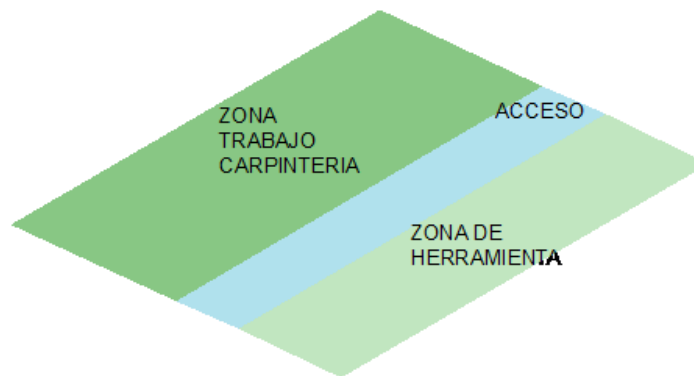 ZONA
TRABAJO
CARPINTERIA
ACCESO
ZONA DE
HERRAMIENTA